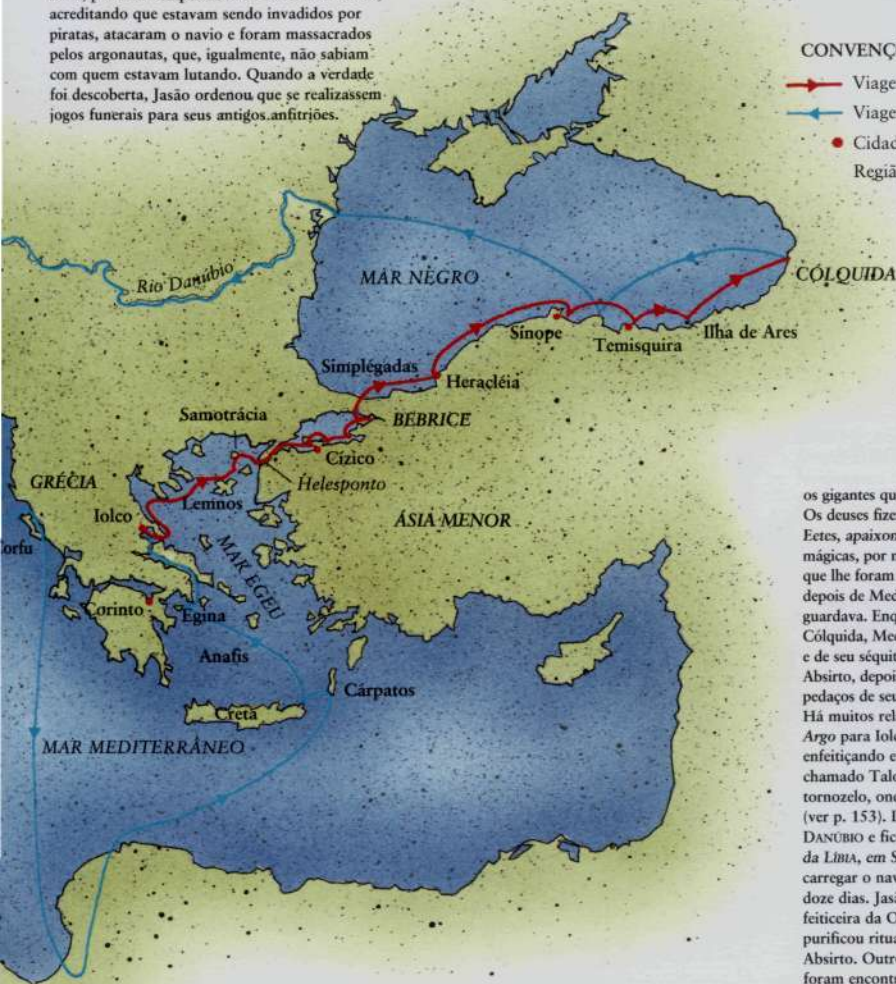 acreditando que estavam sendo invadidos por
piratas, atacaram o navio e foram massacrados
pelos argonautas, que, igualmente, não sabiam
com quem estavam lutando. Quando a verdade
foi descoberta, Jasão ordenou que se realizassem
jogos funerais para seus antigos anfitriões.
CONVENÇ
Viage
Viage
Cidad
Regiã
Rio Danúbio
MAR NEGRO
CÓLQUIDA
Sínope
Temisquira
Ilha de Ares
Simplégadas
Heracléia
Samotrácia
BEBRICE
Cízico
Helesponto
GRÉCIA
Lemnos
Iolco
ÁSIA MENOR
MAR EGEU
orfu
Corinto
Egina
Anafis
Cárpatos
Creta
MAR MEDITERRÂNEO
os gigantes qu
Os deuses fize
Eetes, apaixon
mágicas, por m
que lhe foram
depois de Med
guardava. Enq
Cólquida, Med
e de seu séquit
Absirto, depoi
pedaços de seu
Há muitos rel
Argo para Iolc
enfeitiçando e
chamado Talo
tornozelo, ond
(ver p. 153). I
DANÚBIO e fic
da LÍBIA, em S
carregar o nav
doze dias. Jasã
feiticeira da C
purificou ritua
Absirto. Outro
foram encontr